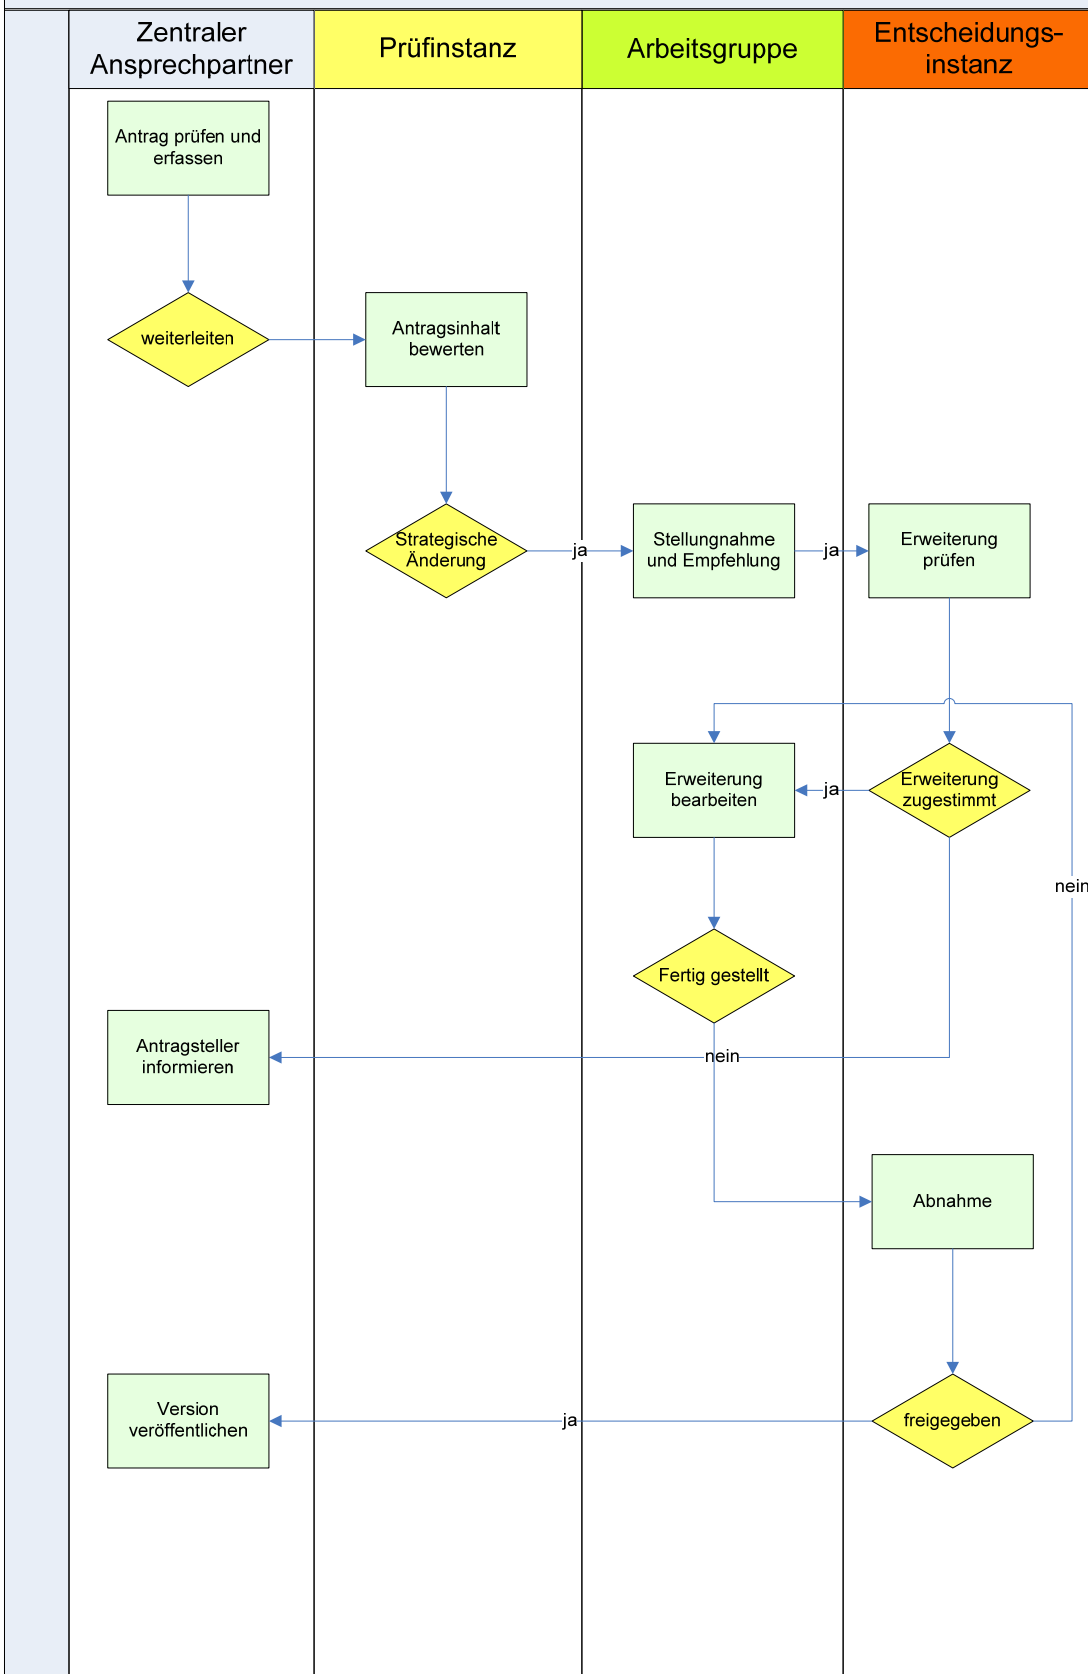 Zentraler
Ansprechpartner
Prüfinstanz
Arbeitsgruppe
Entscheidungs-
instanz
Antrag prüfen und
erfassen
weiterleiten
Antragsinhalt
bewerten
Strategische
Änderung
ja
Stellungnahme
und Empfehlung
ja
Erweiterung
prüfen
Erweiterung
bearbeiten
ja
Erweiterung
zugestimmt
nein
Fertig gestellt
Antragsteller
informieren
nein
Abnahme
Version
veröffentlichen
ja
freigegeben